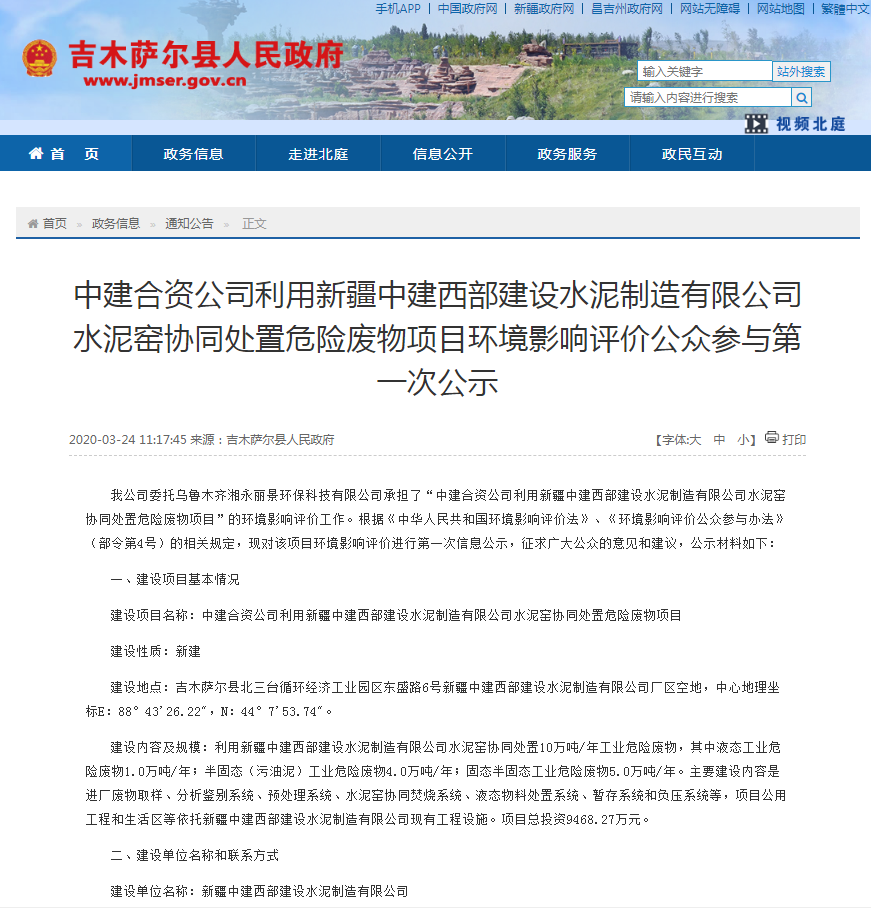 手机APP | 中国政府网 | 新疆政府网 | 昌吉州政府网 | 网站无障碍 | 网站地图 | 繁體中文
吉木萨尔县人民政府
www.jmser.gov.cn
输入关键字 站外搜索
请输入内容进行搜索
视频北庭
首 页 政务信息 走进北庭 信息公开 政务服务 政民互动
首页 » 政务信息 » 通知公告 » 正文
中建合资公司利用新疆中建西部建设水泥制造有限公司
水泥窑协同处置危险废物项目环境影响评价公众参与第
一次公示
2020-03-24 11:17:45 来源：吉木萨尔县人民政府 【字体:大 中 小】 打印
我公司委托乌鲁木齐湘永丽景环保科技有限公司承担了“中建合资公司利用新疆中建西部建设水泥制造有限公司水泥窑
协同处置危险废物项目”的环境影响评价工作。根据《中华人民共和国环境影响评价法》、《环境影响评价公众参与办法》
（部令第4号）的相关规定，现对该项目环境影响评价进行第一次信息公示，征求广大公众的意见和建议，公示材料如下：
一、建设项目基本情况
建设项目名称：中建合资公司利用新疆中建西部建设水泥制造有限公司水泥窑协同处置危险废物项目
建设性质：新建
建设地点：吉木萨尔县北三台循环经济工业园区东盛路6号新疆中建西部建设水泥制造有限公司厂区空地，中心地理坐
标E：88°43'26.22"，N：44°7'53.74"。
建设内容及规模：利用新疆中建西部建设水泥制造有限公司水泥窑协同处置10万吨/年工业危险废物，其中液态工业危
险废物1.0万吨/年；半固态（污油泥）工业危险废物4.0万吨/年；固态半固态工业危险废物5.0万吨/年。主要建设内容是
进厂废物取样、分析鉴别系统、预处理系统、水泥窑协同焚烧系统、液态物料处置系统、暂存系统和负压系统等，项目公用
工程和生活区等依托新疆中建西部建设水泥制造有限公司现有工程设施。项目总投资9468.27万元。
二、建设单位名称和联系方式
建设单位名称：新疆中建西部建设水泥制造有限公司